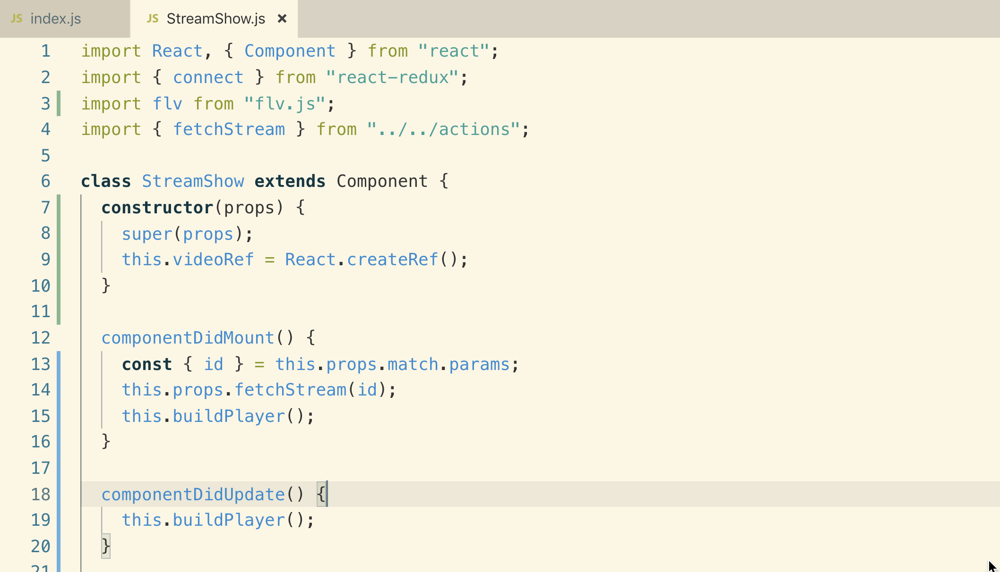 JS index.js
JS StreamShow.js ×
1 import React, { Component } from "react";
2 import { connect } from "react-redux";
3 import flv from "flv.js";
4 import { fetchStream } from "../../actions";
5
6 class StreamShow extends Component {
7   constructor(props) {
8     super(props);
9     this.videoRef = React.createRef();
10   }
11
12   componentDidMount() {
13     const { id } = this.props.match.params;
14     this.props.fetchStream(id);
15     this.buildPlayer();
16   }
17
18   componentDidUpdate() {
19     this.buildPlayer();
20   }
21